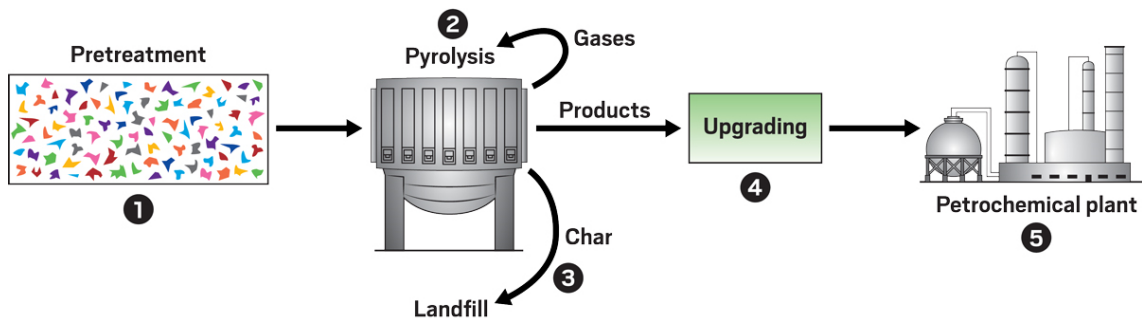 Pretreatment
1
2
Pyrolysis
Gases
Products
Char
3
Landfill
Upgrading
4
Petrochemical plant
5